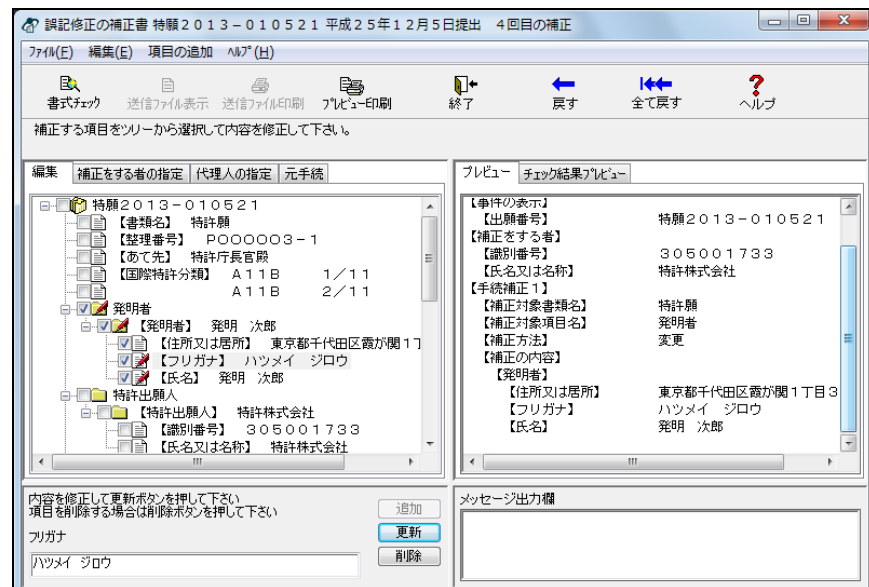 誤記修正の補正書 特願２０１３－０１０５２１ 平成２５年１２月５日提出　４回目の補正
ファイル(F)　編集(E)　項目の追加　ヘルプ(H)
書式チェック　送信ファイル表示　送信ファイル印刷　プレビュー印刷　終了　戻す　全て戻す　ヘルプ
補正する項目をツリーから選択して内容を修正して下さい。
編集　補正をする者の指定　代理人の指定　元手続
特願２０１３－０１０５２１
【書類名】　特許願
【整理番号】　Ｐ０００００３－１
【あて先】　特許庁長官殿
【国際特許分類】　Ａ１１Ｂ　　１／１１
Ａ１１Ｂ　　２／１１
発明者
【発明者】　発明　次郎
【住所又は居所】　東京都千代田区霞が関１丁
【フリガナ】　ハツメイ　ジロウ
【氏名】　発明　次郎
特許出願人
【特許出願人】　特許株式会社
【識別番号】　３０５００１７３３
【氏名又は名称】　特許株式会社
プレビュー　チェック結果プレビュー
【事件の表示】
【出願番号】　特願２０１３－０１０５２１
【補正をする者】
【識別番号】　３０５００１７３３
【氏名又は名称】　特許株式会社
【手続補正１】
【補正対象書類名】　特許願
【補正対象項目名】　発明者
【補正方法】　変更
【補正の内容】
【発明者】
【住所又は居所】　東京都千代田区霞が関１丁目３
【フリガナ】　ハツメイ　ジロウ
【氏名】　発明　次郎
内容を修正して更新ボタンを押して下さい
項目を削除する場合は削除ボタンを押して下さい
追加
フリガナ
更新
ハツメイ　ジロウ
削除
メッセージ出力欄